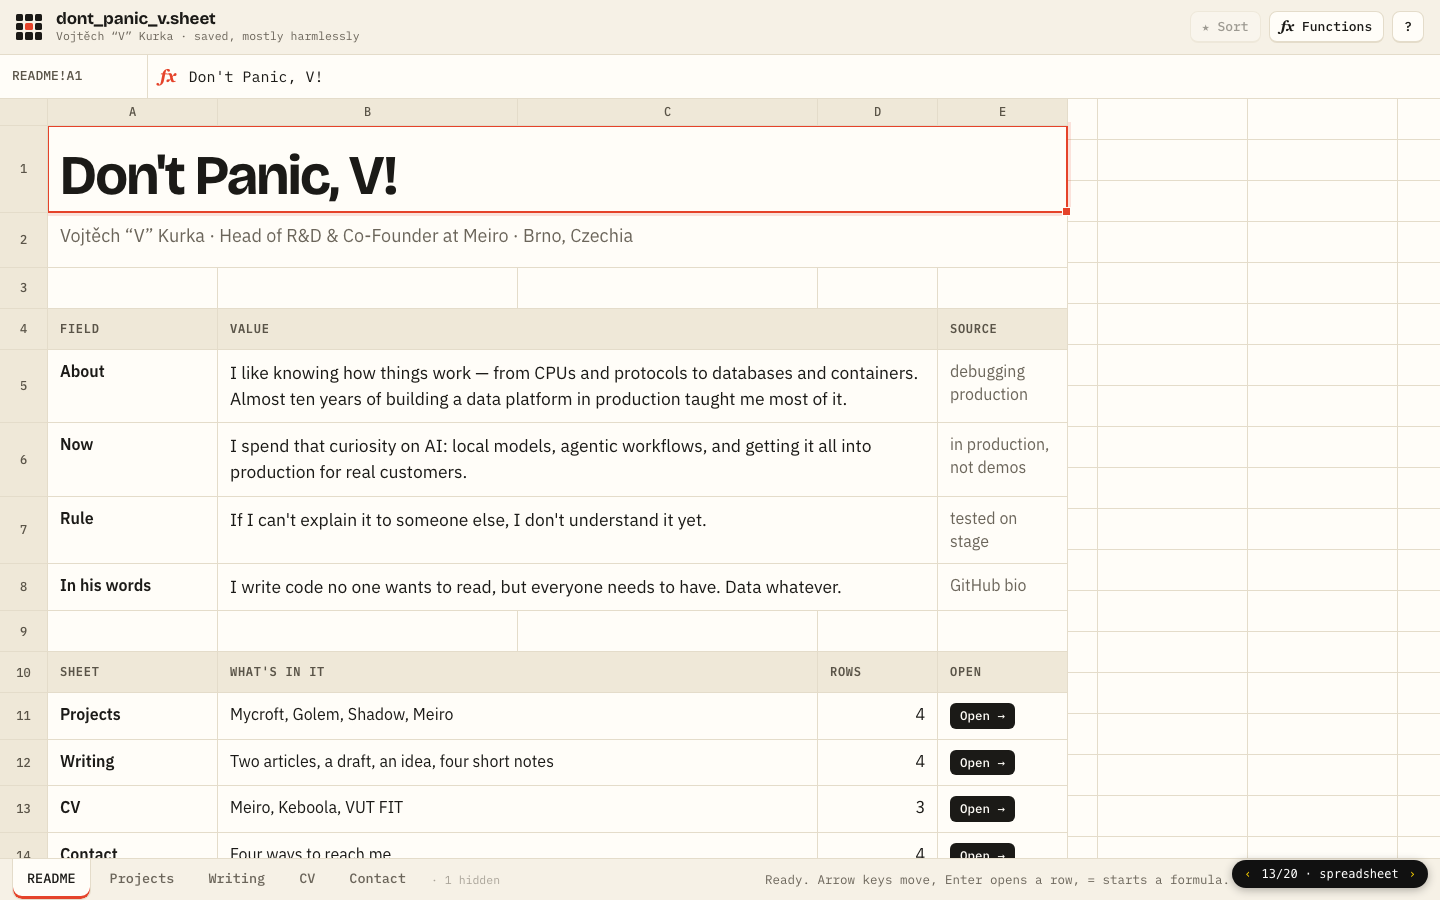 dont_panic_v.sheet
Vojtěch “V” Kurka · saved, mostly harmlessly
★ Sort
fx Functions
?
README!A1
fx Don't Panic, V!
A B C D E
1 Don't Panic, V!
2 Vojtěch “V” Kurka · Head of R&D & Co-Founder at Meiro · Brno, Czechia
3
4 FIELD VALUE SOURCE
5 About I like knowing how things work — from CPUs and protocols to databases and containers. debugging
Almost ten years of building a data platform in production taught me most of it. production
6 Now I spend that curiosity on AI: local models, agentic workflows, and getting it all into in production,
production for real customers. not demos
7 Rule If I can't explain it to someone else, I don't understand it yet. tested on
stage
8 In his words I write code no one wants to read, but everyone needs to have. Data whatever. GitHub bio
9
10 SHEET WHAT'S IN IT ROWS OPEN
11 Projects Mycroft, Golem, Shadow, Meiro 4 Open →
12 Writing Two articles, a draft, an idea, four short notes 4 Open →
13 CV Meiro, Keboola, VUT FIT 3 Open →
14 Contact Four ways to reach me 4 Open →
README Projects Writing CV Contact · 1 hidden
Ready. Arrow keys move, Enter opens a row, = starts a formula.
‹ 13/20 · spreadsheet ›